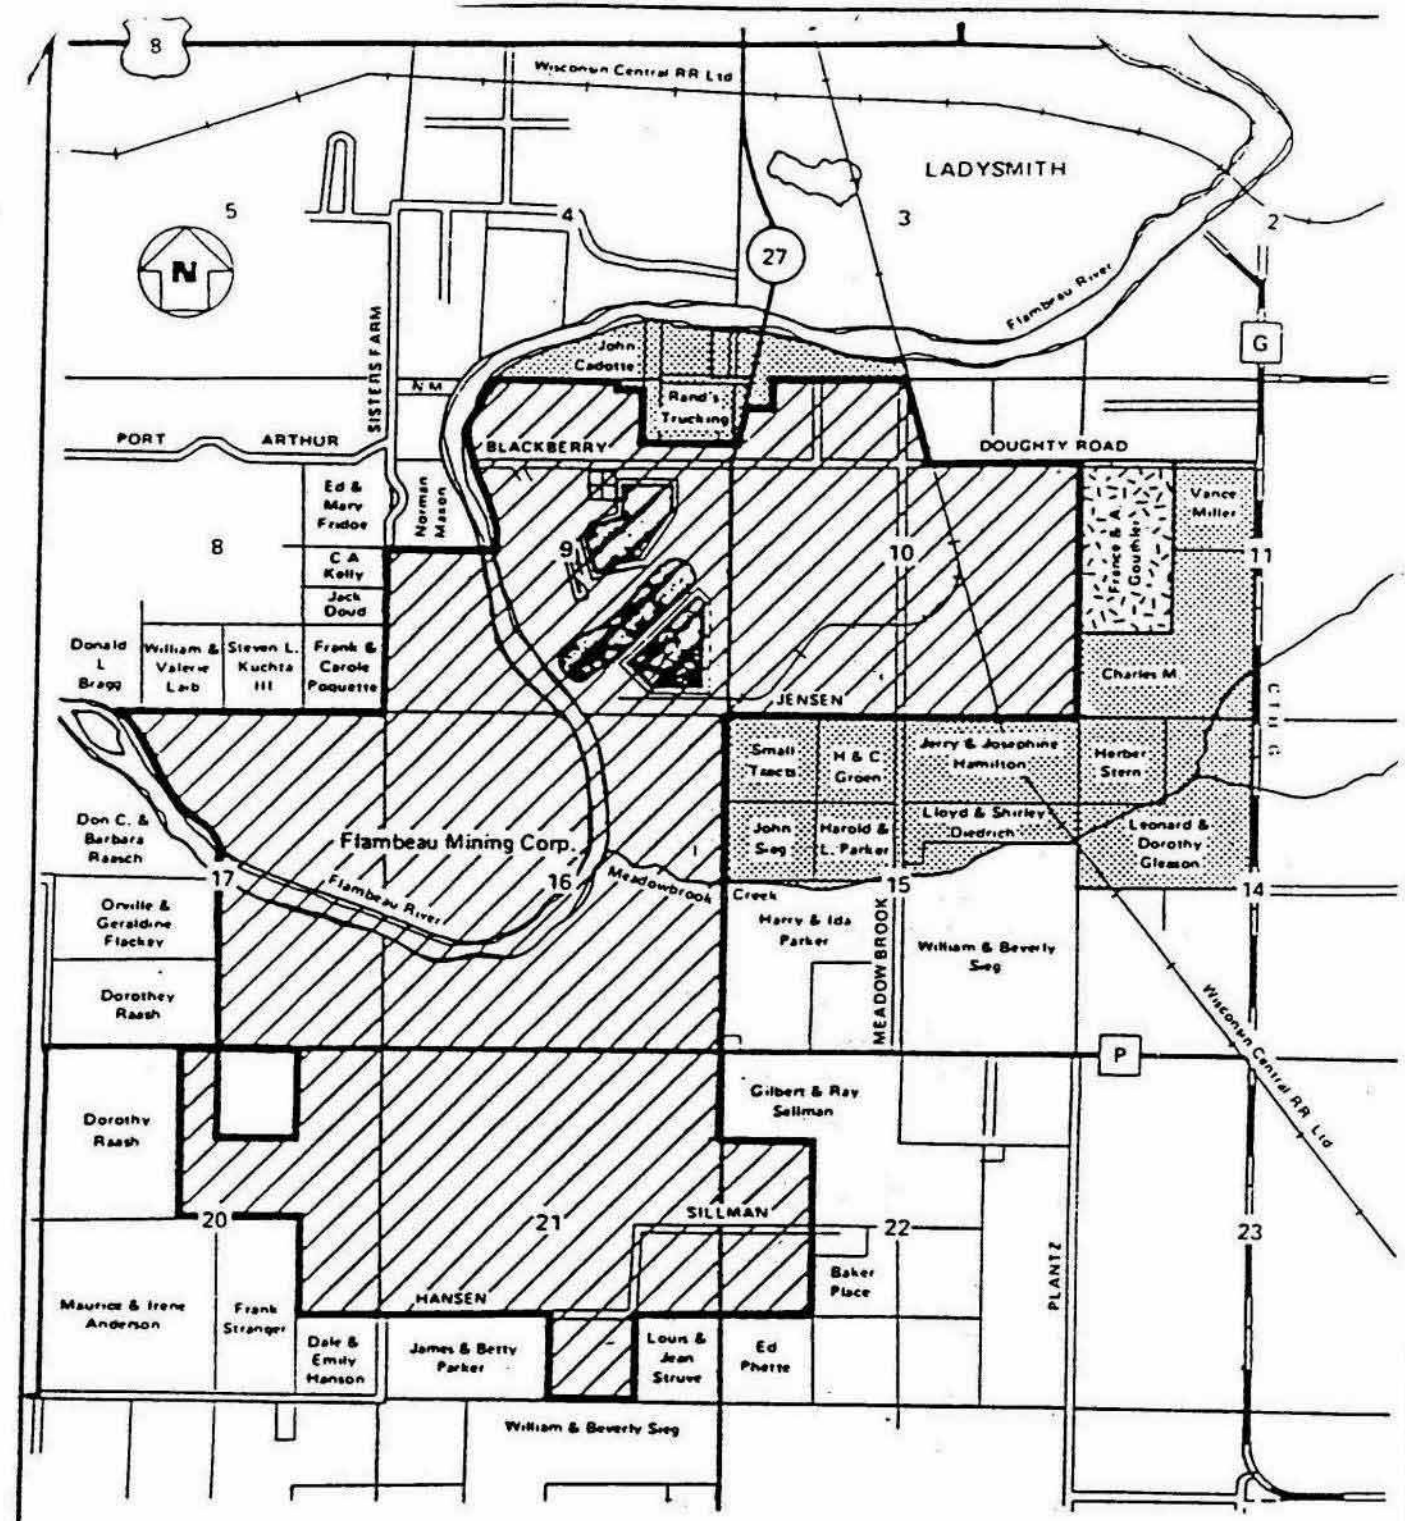 8
Wisconsin Central RR Ltd
LADYSMITH
5
4
3
2
N
27
Flambeau River
G
SISTERS FARM
John
Cadotte
N M
Rand's
Trucking
PORT ARTHUR
BLACKBERRY
DOUGHTY ROAD
Ed &
Mary
Fridoe
Norman
Mason
France & A.
Gouthier
Vance
Miller
8
9
10
11
C A
Kelly
Jack
Doud
Donald
L
Bragg
William &
Valerie
Larb
Steven L.
Kuchta
III
Frank &
Carole
Poquette
Charles M.
JENSEN
C T H G
Small
Tracts
H & C
Groen
Jerry & Josephine
Hamilton
Herber
Stern
Don C. &
Barbara
Raasch
Flambeau Mining Corp.
John
Sieg
Harold &
L. Parker
Lloyd & Shirley
Diedrich
Leonard &
Dorothy
Gleason
17
Flambeau River
16
Meadowbrook Creek
15
14
Orville &
Geraldine
Flackey
Harry & Ida
Parker
MEADOWBROOK
William & Beverly
Sieg
Dorothey
Raash
Wisconsin Central RR Ltd
P
Dorothy
Raash
Gilbert & Ray
Sellman
20
21
SILLMAN
22
23
Baker
Place
PLANTZ
HANSEN
Maurice & Irene
Anderson
Frank
Stranger
Dale &
Emily
Hanson
James & Betty
Parker
Louis &
Jean
Struve
Ed
Phette
William & Beverly Sieg